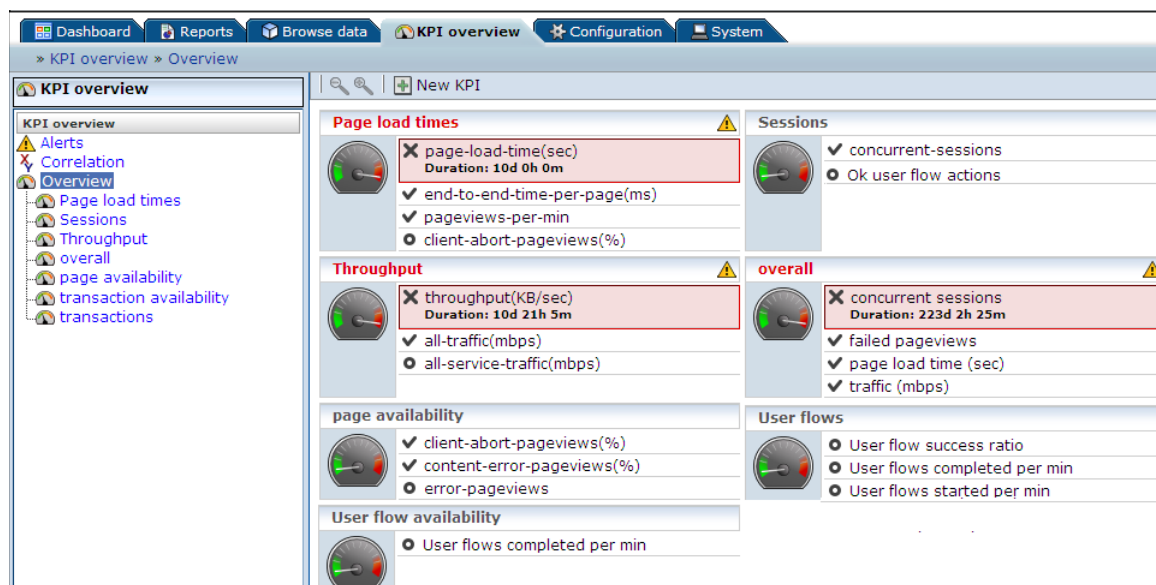 Dashboard Reports Browse data KPI overview Configuration System
» KPI overview » Overview
KPI overview
New KPI
KPI overview
Alerts
Correlation
Overview
Page load times
Sessions
Throughput
overall
page availability
transaction availability
transactions
Page load times
page-load-time(sec)
Duration: 10d 0h 0m
end-to-end-time-per-page(ms)
pageviews-per-min
client-abort-pageviews(%)
Sessions
concurrent-sessions
Ok user flow actions
Throughput
throughput(KB/sec)
Duration: 10d 21h 5m
all-traffic(mbps)
all-service-traffic(mbps)
overall
concurrent sessions
Duration: 223d 2h 25m
failed pageviews
page load time (sec)
traffic (mbps)
page availability
client-abort-pageviews(%)
content-error-pageviews(%)
error-pageviews
User flows
User flow success ratio
User flows completed per min
User flows started per min
User flow availability
User flows completed per min